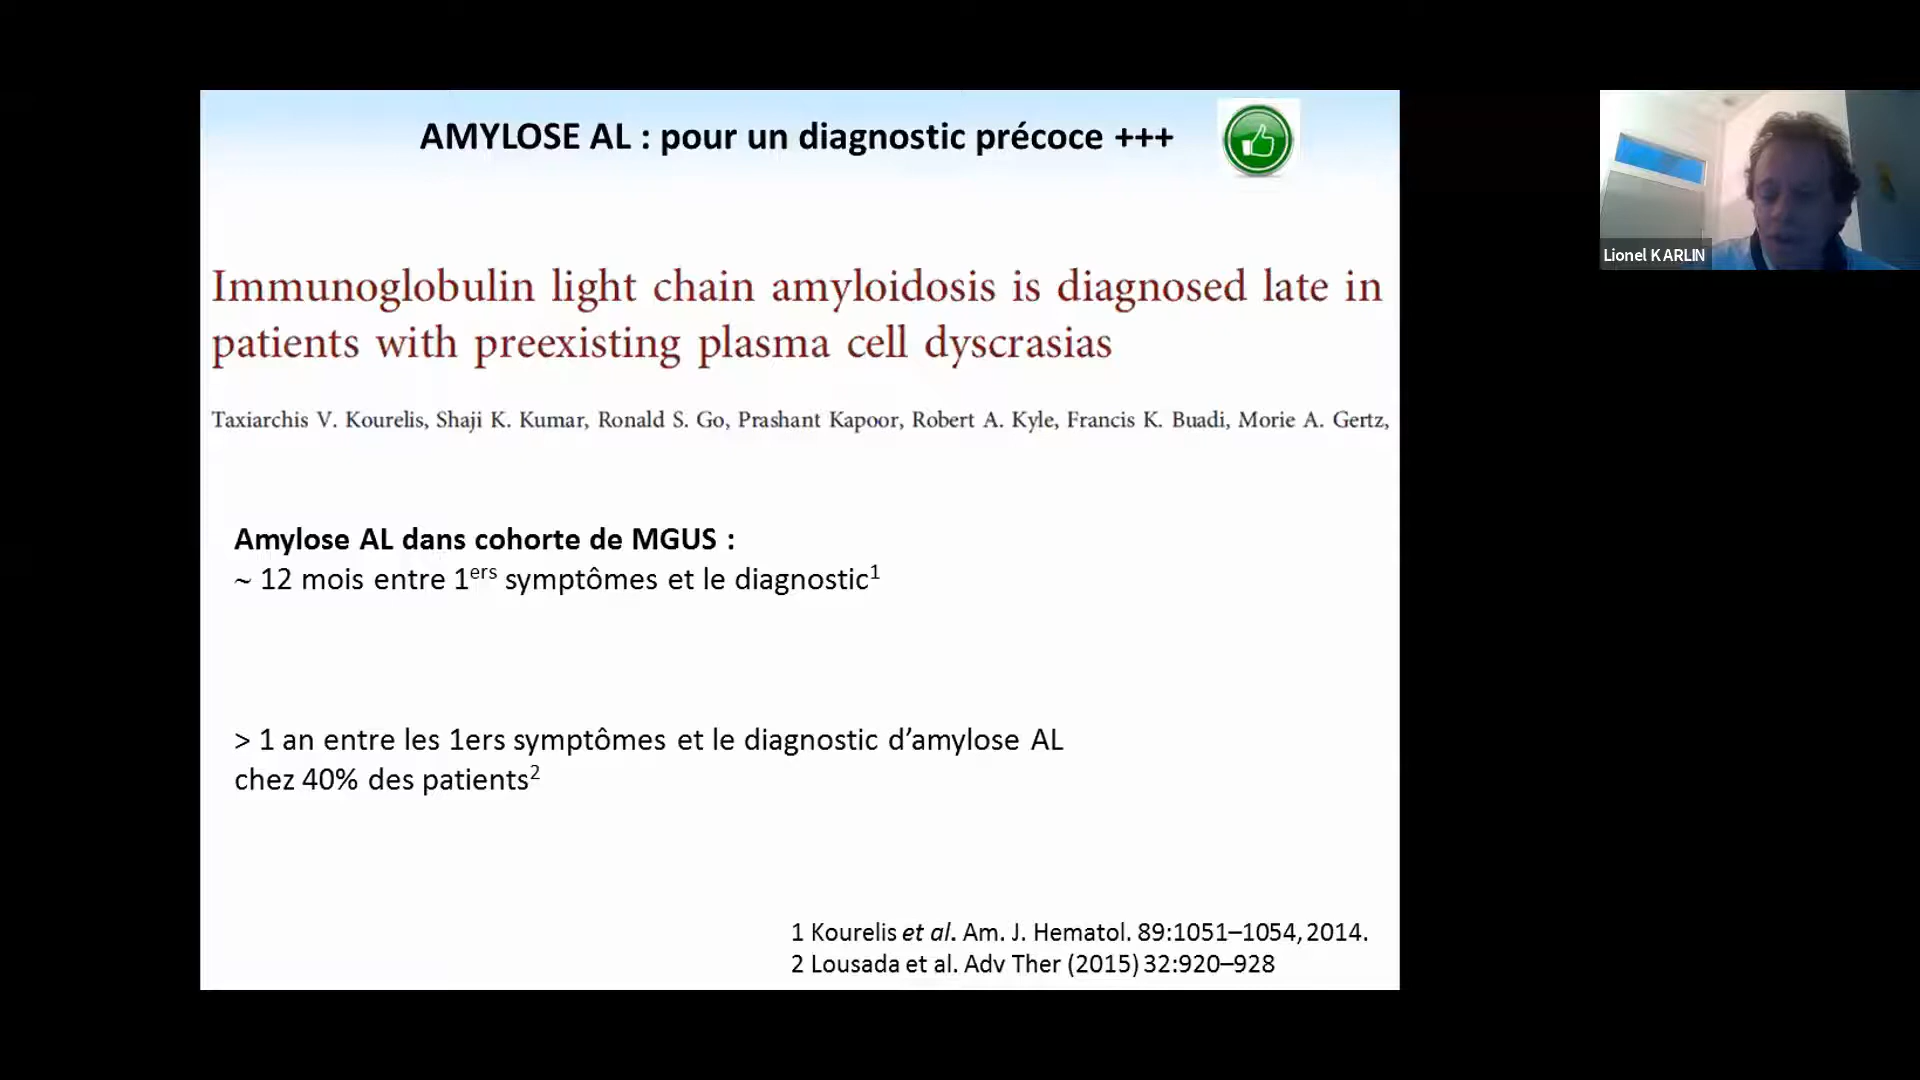 AMYLOSE AL : pour un diagnostic précoce +++
Immunoglobulin light chain amyloidosis is diagnosed late in
patients with preexisting plasma cell dyscrasias
Taxiarchis V. Kourelis, Shaji K. Kumar, Ronald S. Go, Prashant Kapoor, Robert A. Kyle, Francis K. Buadi, Morie A. Gertz,
Amylose AL dans cohorte de MGUS :
~ 12 mois entre 1ers symptômes et le diagnostic1
> 1 an entre les 1ers symptômes et le diagnostic d’amylose AL
chez 40% des patients2
1 Kourelis et al. Am. J. Hematol. 89:1051–1054, 2014.
2 Lousada et al. Adv Ther (2015) 32:920–928
Lionel KARLIN